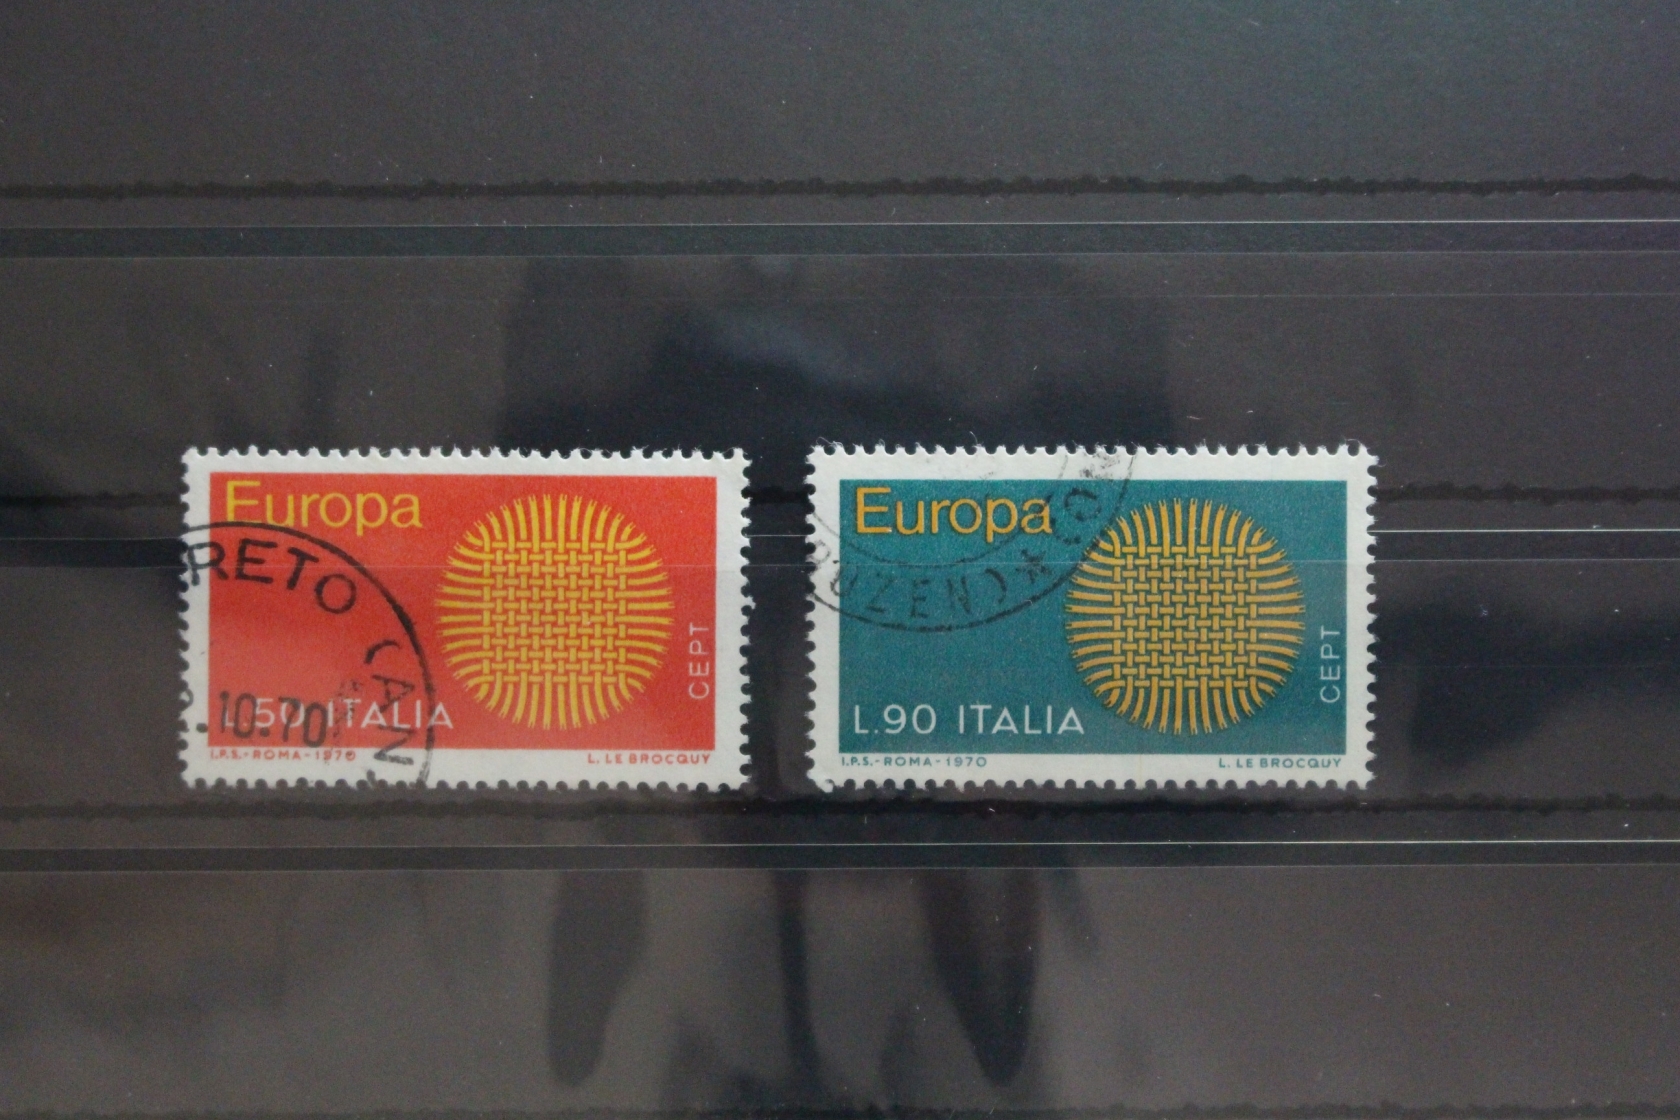 Europa
RETO (AN
.10.70
L.50 ITALIA
CEPT
I.P.S.-ROMA-1970
L. LE BROCQUY
Europa
L.90 ITALIA
CEPT
I.P.S.-ROMA-1970
L. LE BROCQUY